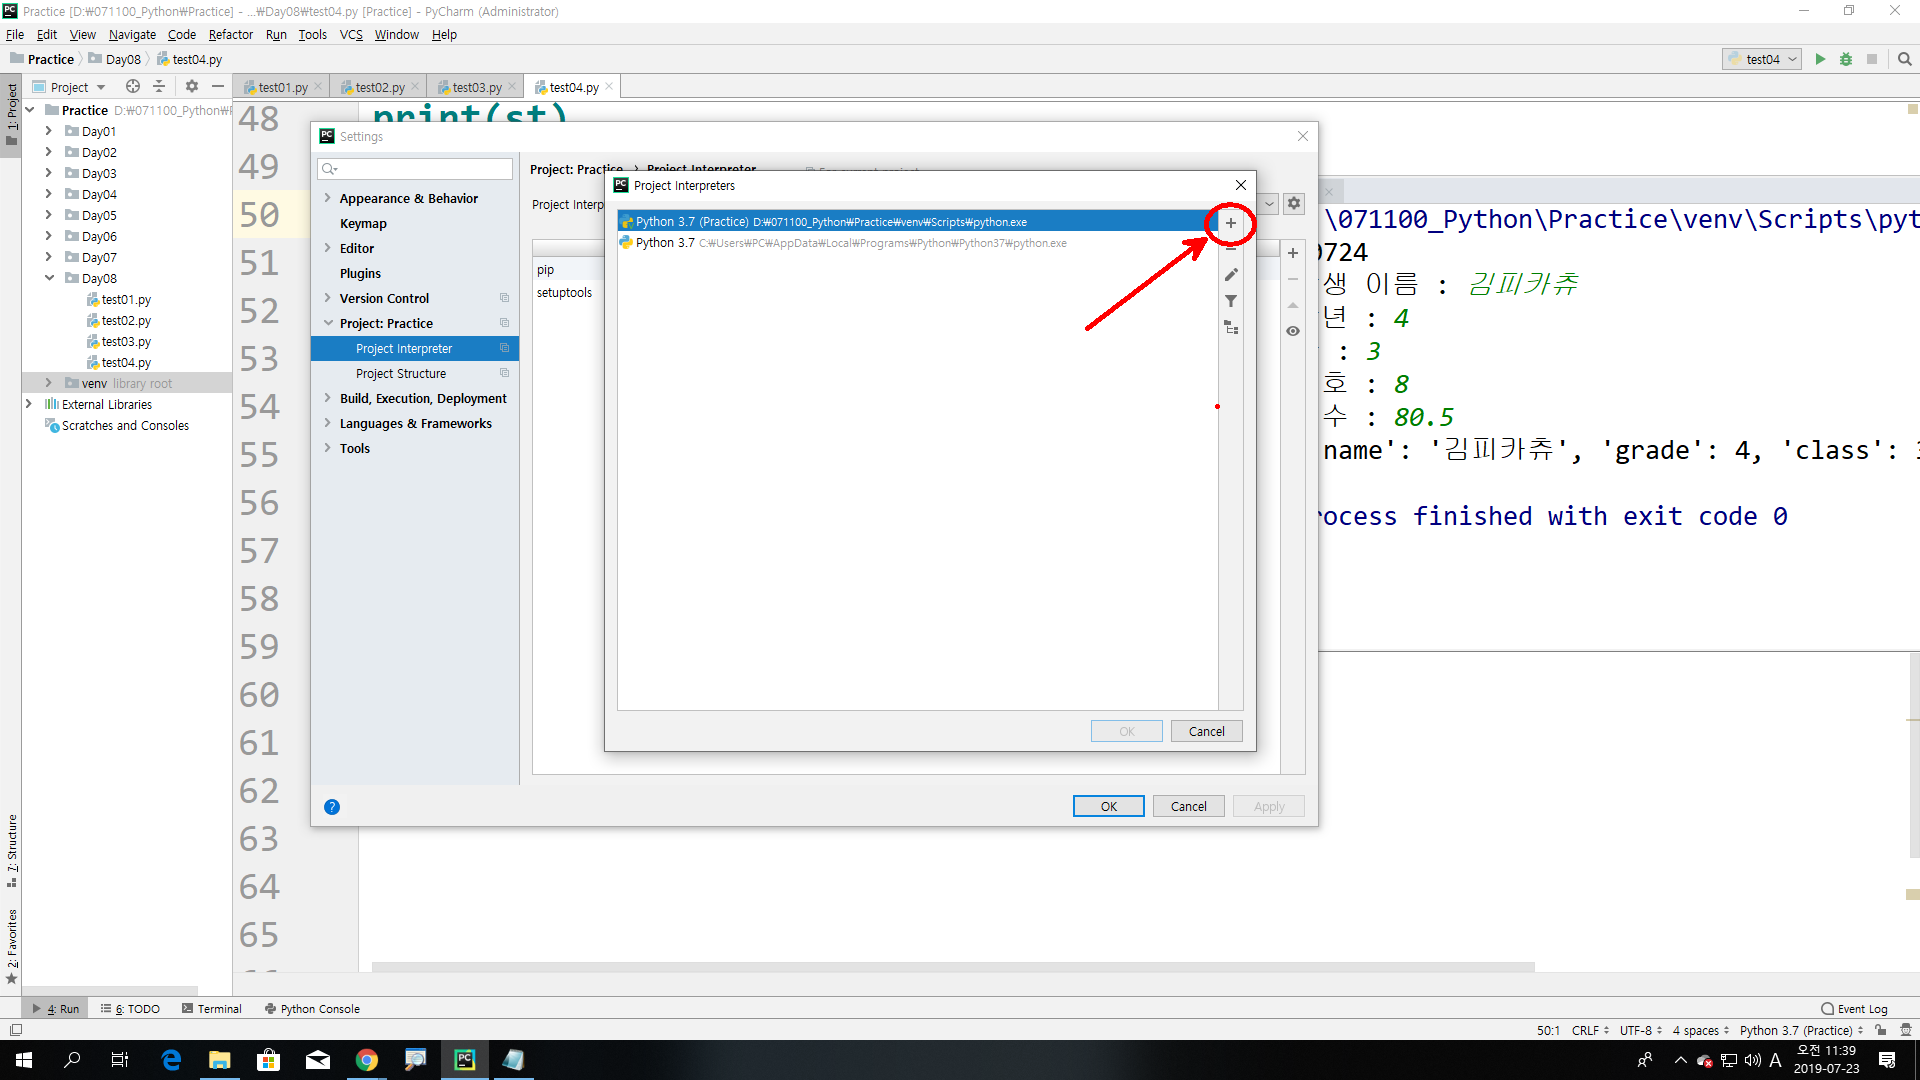 Practice [D:₩071100_Python₩Practice] - ...₩Day08₩test04.py [Practice] - PyCharm (Administrator)
File Edit View Navigate Code Refactor Run Tools VCS Window Help
Practice Day08 test04.py
test04
Project
test01.py test02.py test03.py test04.py
1: Project
Practice D:₩071100_Python₩
Day01
Day02
Day03
Day04
Day05
Day06
Day07
Day08
test01.py
test02.py
test03.py
test04.py
venv library root
External Libraries
Scratches and Consoles
7: Structure
2: Favorites
48 print(st)
49
50
51
52
53
54
55
56
57
58
59
60
61
62
63
64
65
Settings
Appearance & Behavior
Keymap
Editor
Plugins
Version Control
Project: Practice
Project Interpreter
Project Structure
Build, Execution, Deployment
Languages & Frameworks
Tools
Project: Practice › Project Interpreter
Project Interp
pip
setuptools
OK Cancel Apply
Project Interpreters
Python 3.7 (Practice) D:₩071100_Python₩Practice₩venv₩Scripts₩python.exe
Python 3.7 C:₩Users₩PC₩AppData₩Local₩Programs₩Python₩Python37₩python.exe
OK Cancel
\071100_Python\Practice\venv\Scripts\pyt
0724
생 이름 : 김피카츄
년 : 4
: 3
호 : 8
수 : 80.5
name': '김피카츄', 'grade': 4, 'class':
rocess finished with exit code 0
4: Run 6: TODO Terminal Python Console Event Log
50:1 CRLF UTF-8 4 spaces Python 3.7 (Practice)
A 오전 11:39
2019-07-23